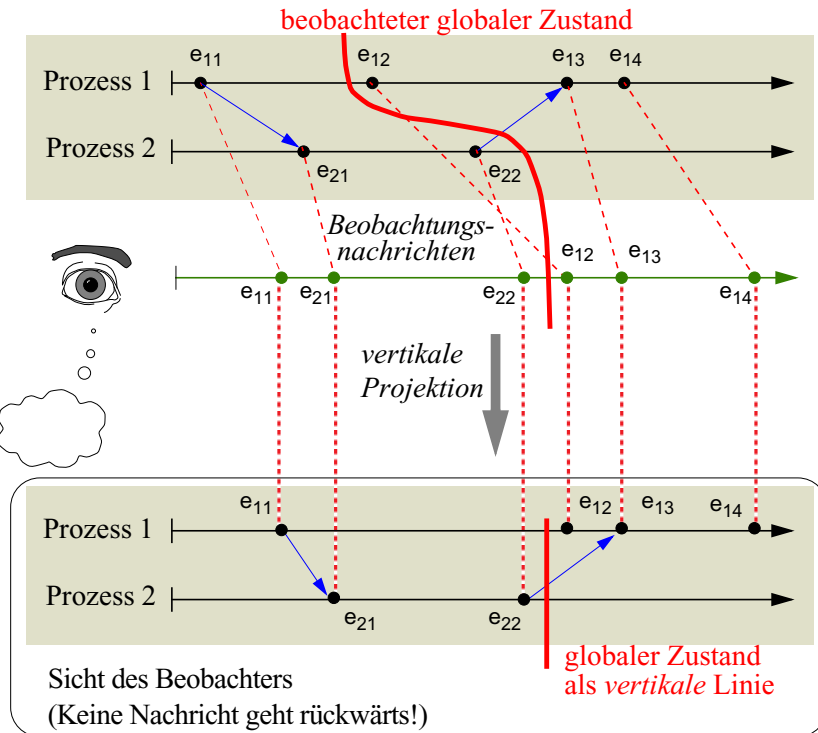 beobachteter globaler Zustand
e11 e12 e13 e14
Prozess 1
Prozess 2
e21 e22
Beobachtungs-
nachrichten
e12 e13
e11 e21 e22 e14
vertikale
Projektion
e11 e12 e13 e14
Prozess 1
Prozess 2
e21 e22
globaler Zustand
als vertikale Linie
Sicht des Beobachters
(Keine Nachricht geht rückwärts!)